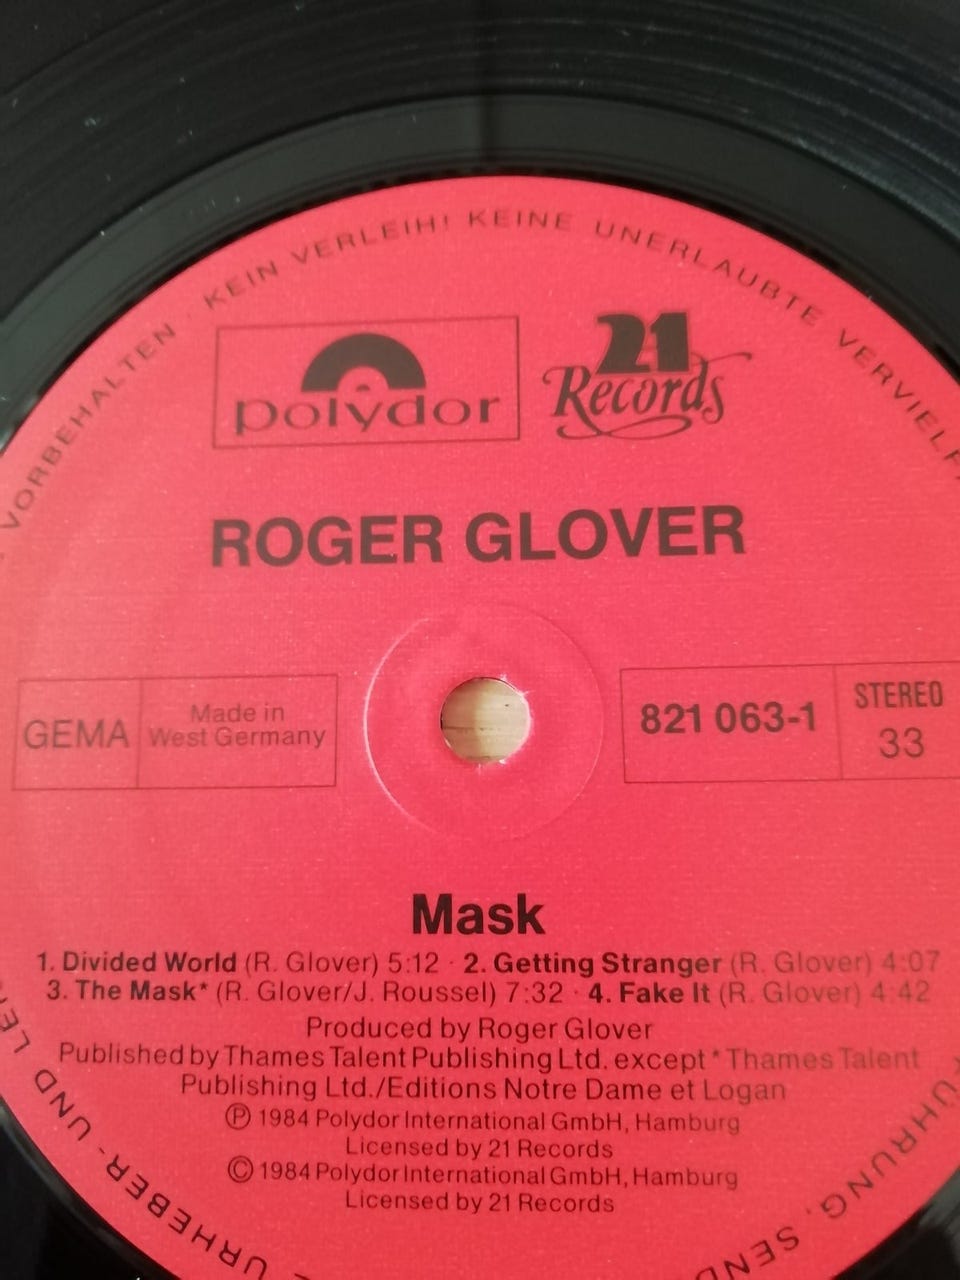 VORBEHALTEN · KEIN VERLEIH! KEINE UNERLAUBTE
polydor
21 Records
ROGER GLOVER
GEMA
Made in
West Germany
821 063-1
STEREO
33
Mask
1. Divided World (R. Glover) 5:12 · 2. Getting Stranger (R. Glover) 4:07
3. The Mask* (R. Glover/J. Roussel) 7:32 · 4. Fake It (R. Glover) 4:42
Produced by Roger Glover
Published by Thames Talent Publishing Ltd. except * Thames Talent
Publishing Ltd./Editions Notre Dame et Logan
Ⓟ 1984 Polydor International GmbH, Hamburg
Licensed by 21 Records
© 1984 Polydor International GmbH, Hamburg
Licensed by 21 Records
URHEBER- UND